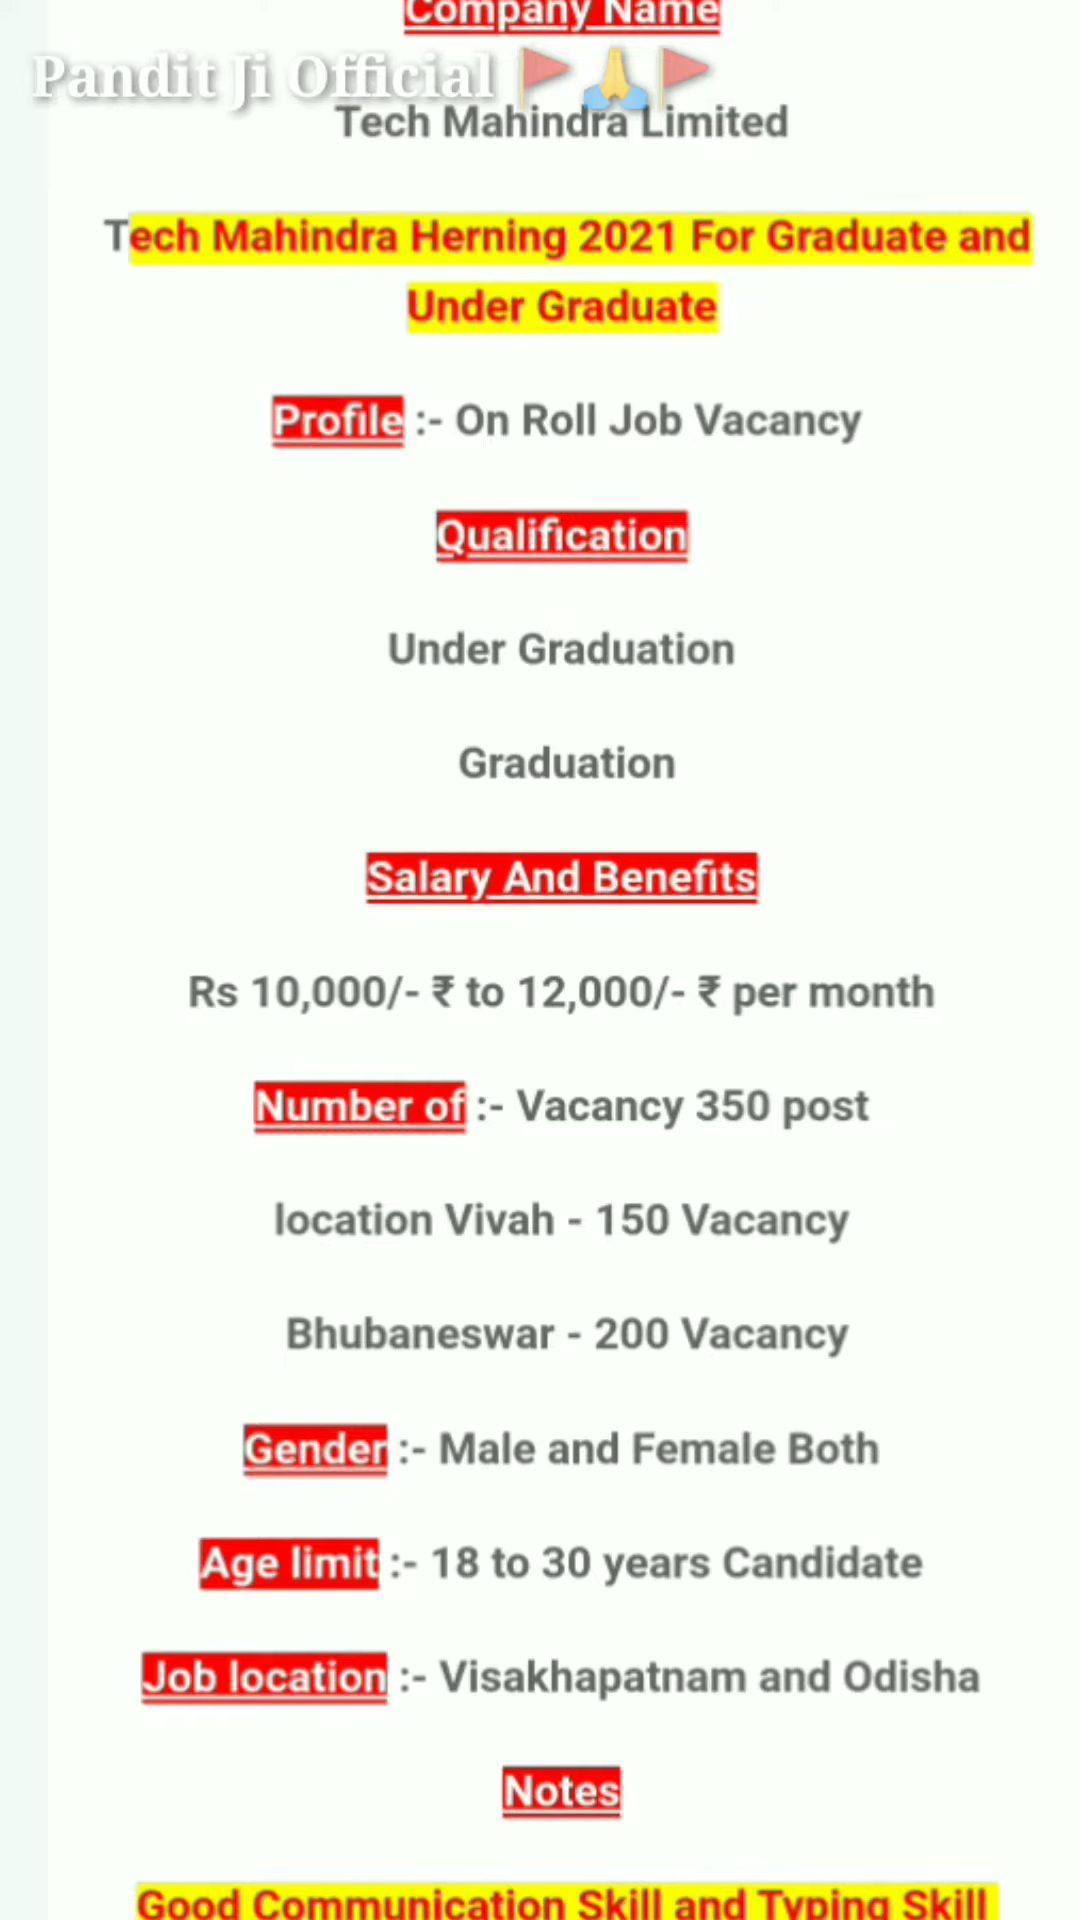 Company Name
Pandit Ji Official 🚩🙏🚩
Tech Mahindra Limited
Tech Mahindra Herning 2021 For Graduate and
Under Graduate
Profile :- On Roll Job Vacancy
Qualification
Under Graduation
Graduation
Salary And Benefits
Rs 10,000/- ₹ to 12,000/- ₹ per month
Number of :- Vacancy 350 post
location Vivah - 150 Vacancy
Bhubaneswar - 200 Vacancy
Gender :- Male and Female Both
Age limit :- 18 to 30 years Candidate
Job location :- Visakhapatnam and Odisha
Notes
Good Communication Skill and Typing Skill